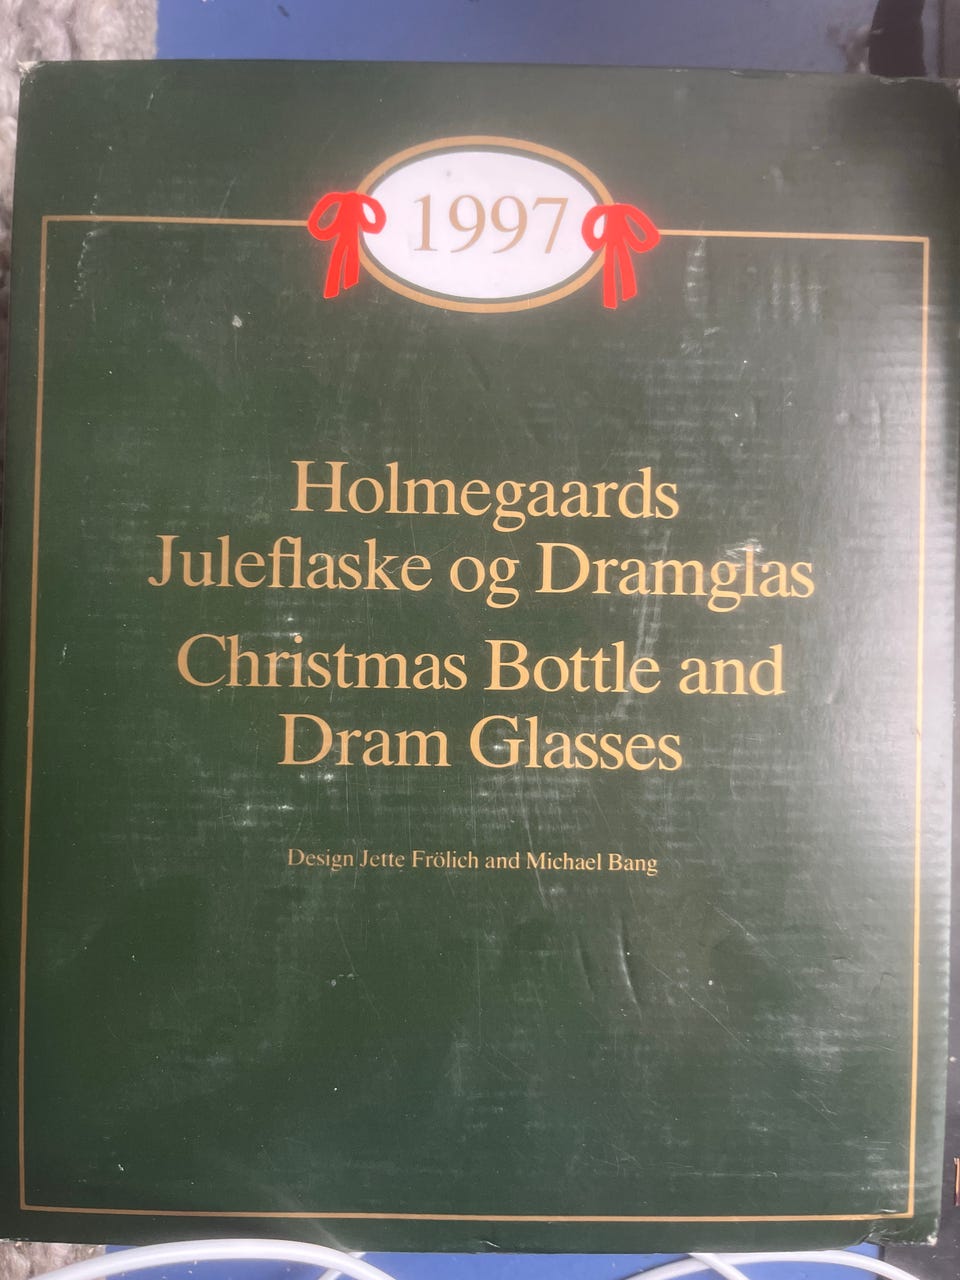 1997
Holmegaards
Juleflaske og Dramglas
Christmas Bottle and
Dram Glasses
Design Jette Frölich and Michael Bang